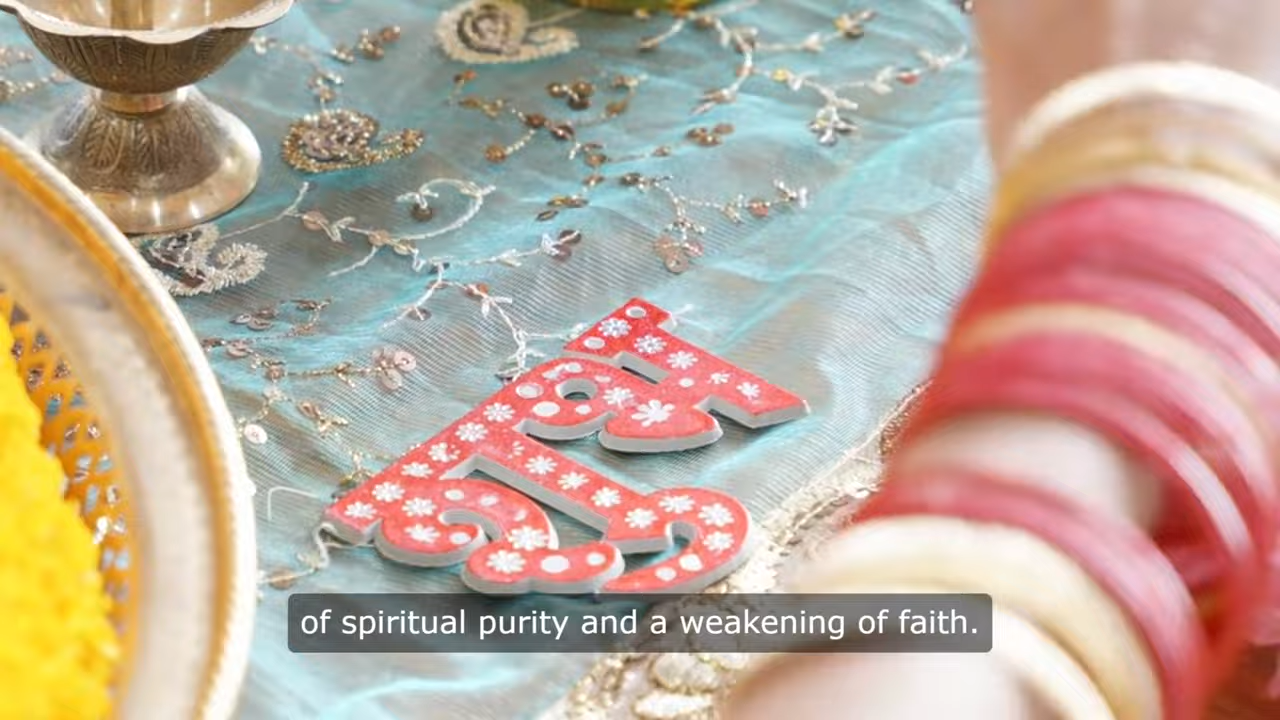 शुभ
of spiritual purity and a weakening of faith.